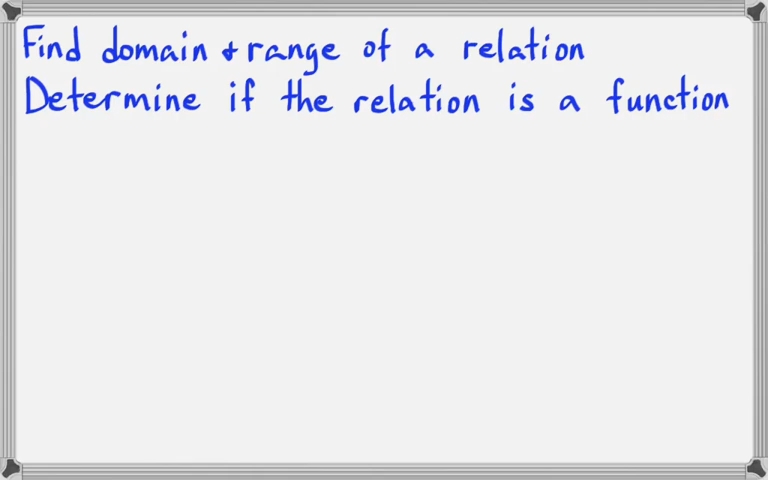 Find domain & range of a relation
Determine if the relation is a function